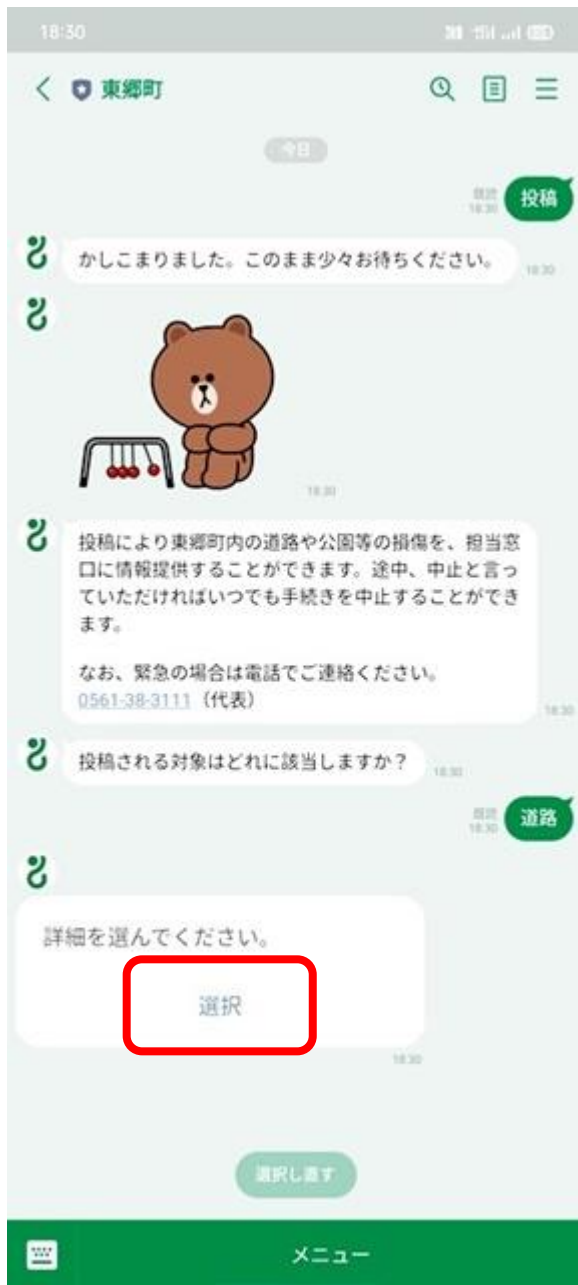 18:30
東郷町
今日
既読
18:30
投稿
かしこまりました。このまま少々お待ちください。
18:30
18:30
投稿により東郷町内の道路や公園等の損傷を、担当窓
口に情報提供することができます。途中、中止と言っ
ていただければいつでも手続きを中止することができ
ます。
なお、緊急の場合は電話でご連絡ください。
0561-38-3111（代表）
18:30
投稿される対象はどれに該当しますか？
18:30
既読
18:30
道路
詳細を選んでください。
選択
18:30
選択し直す
メニュー